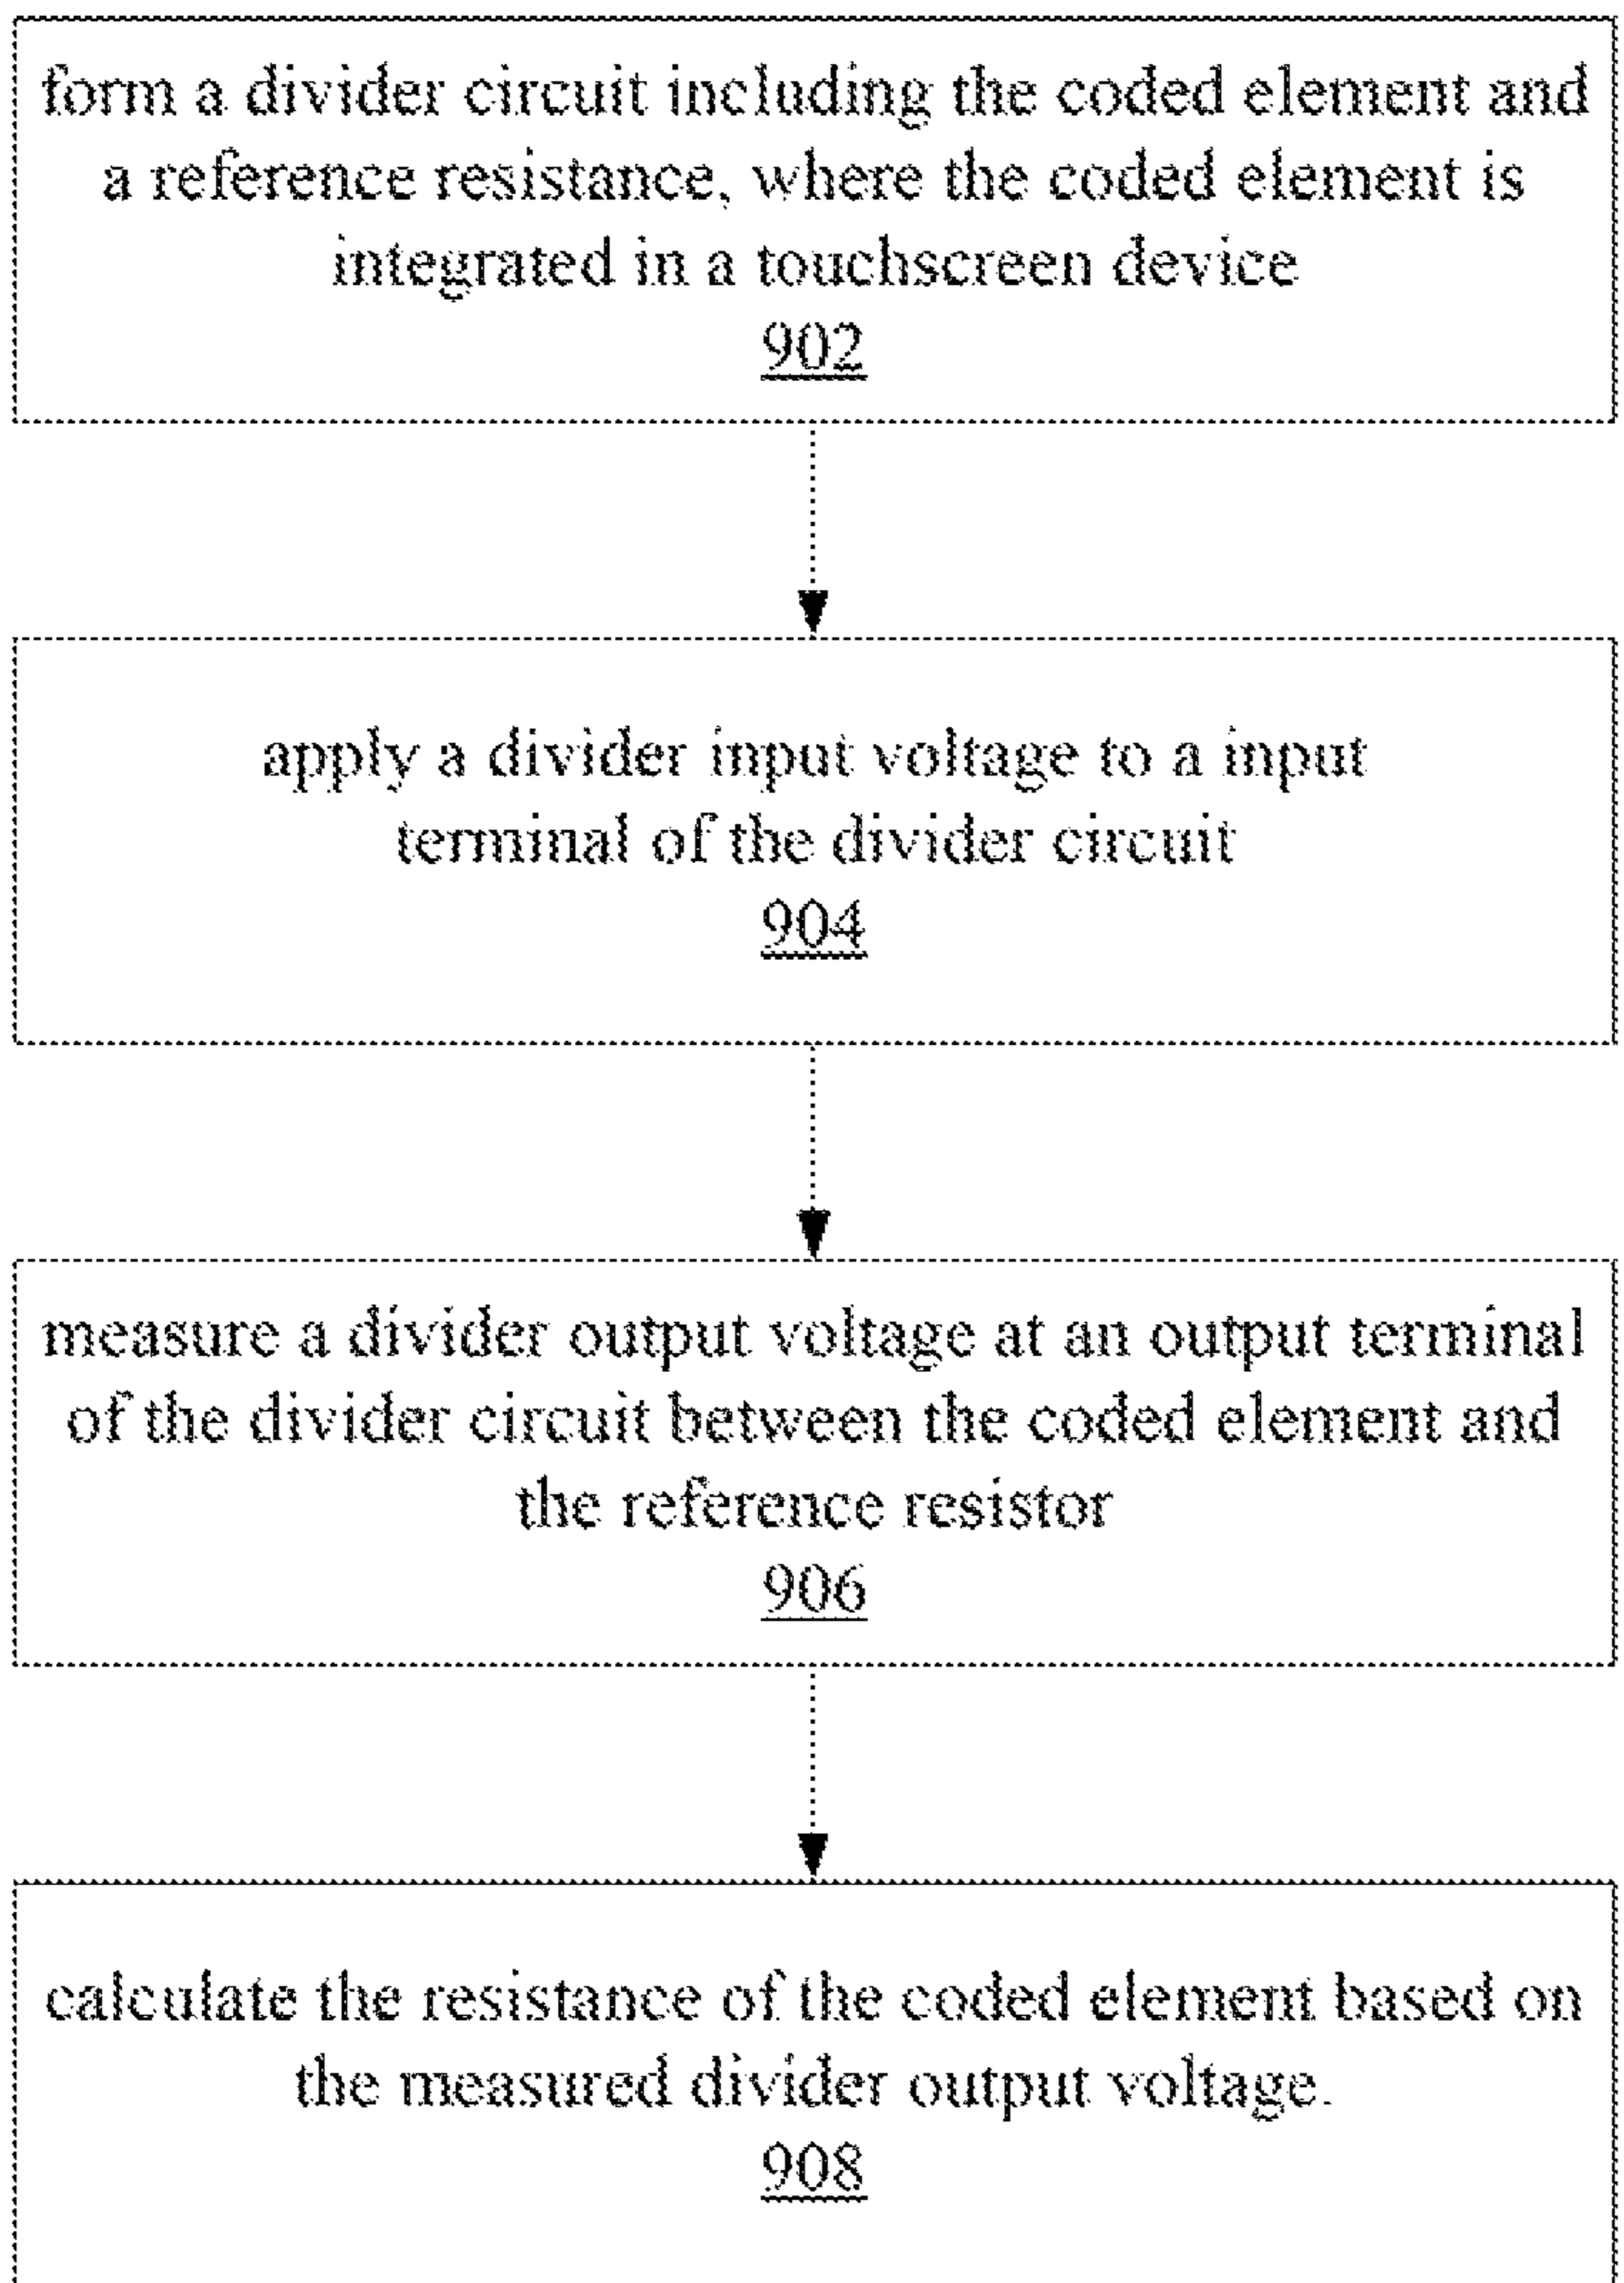 form a divider circuit including the coded element and
a reference resistance, where the coded element is
integrated in a touchscreen device
902
apply a divider input voltage to a input
terminal of the divider circuit
904
measure a divider output voltage at an output terminal
of the divider circuit between the coded element and
the reference resistor
906
calculate the resistance of the coded element based on
the measured divider output voltage.
908